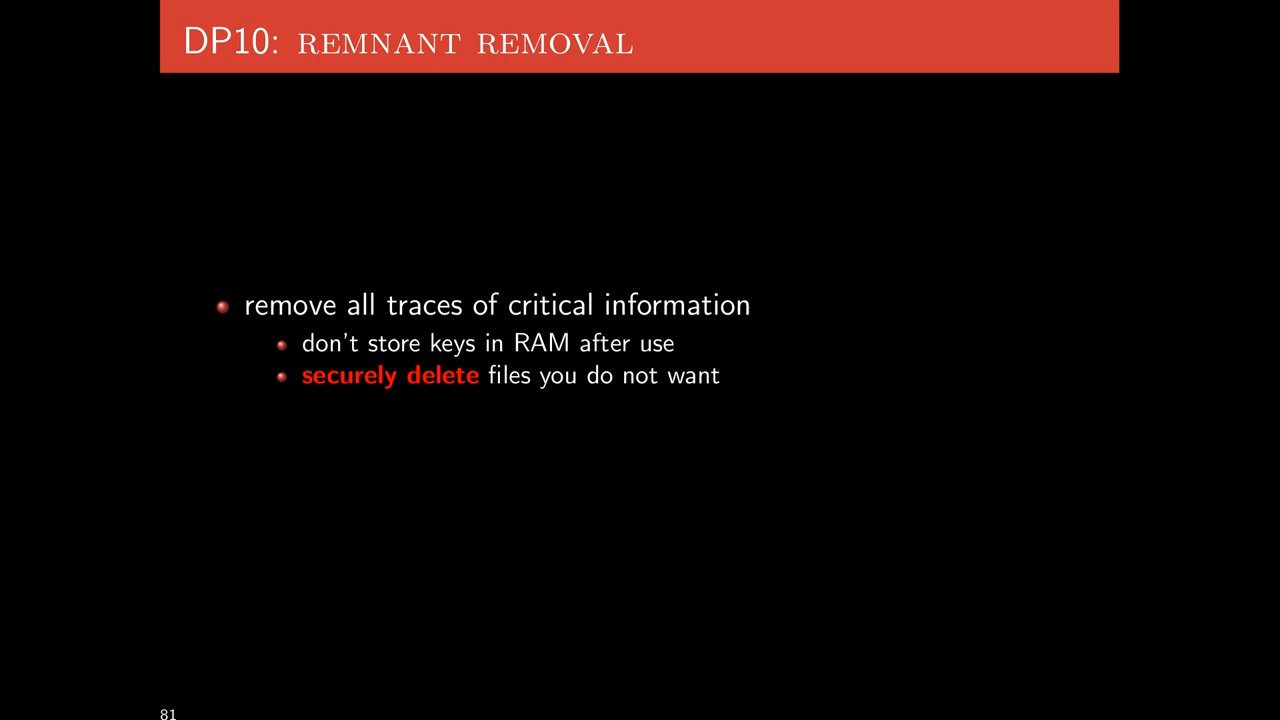 DP10: REMNANT REMOVAL
remove all traces of critical information
don't store keys in RAM after use
securely delete files you do not want
81